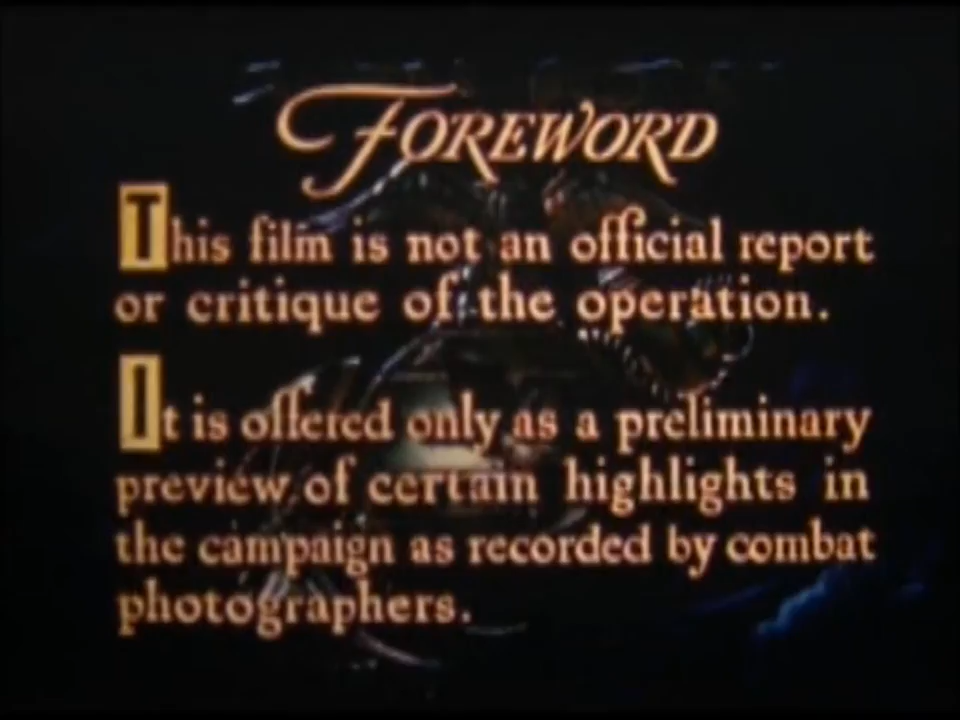 Foreword
This film is not an official report
or critique of the operation.
It is offered only as a preliminary
preview of certain highlights in
the campaign as recorded by combat
photographers.